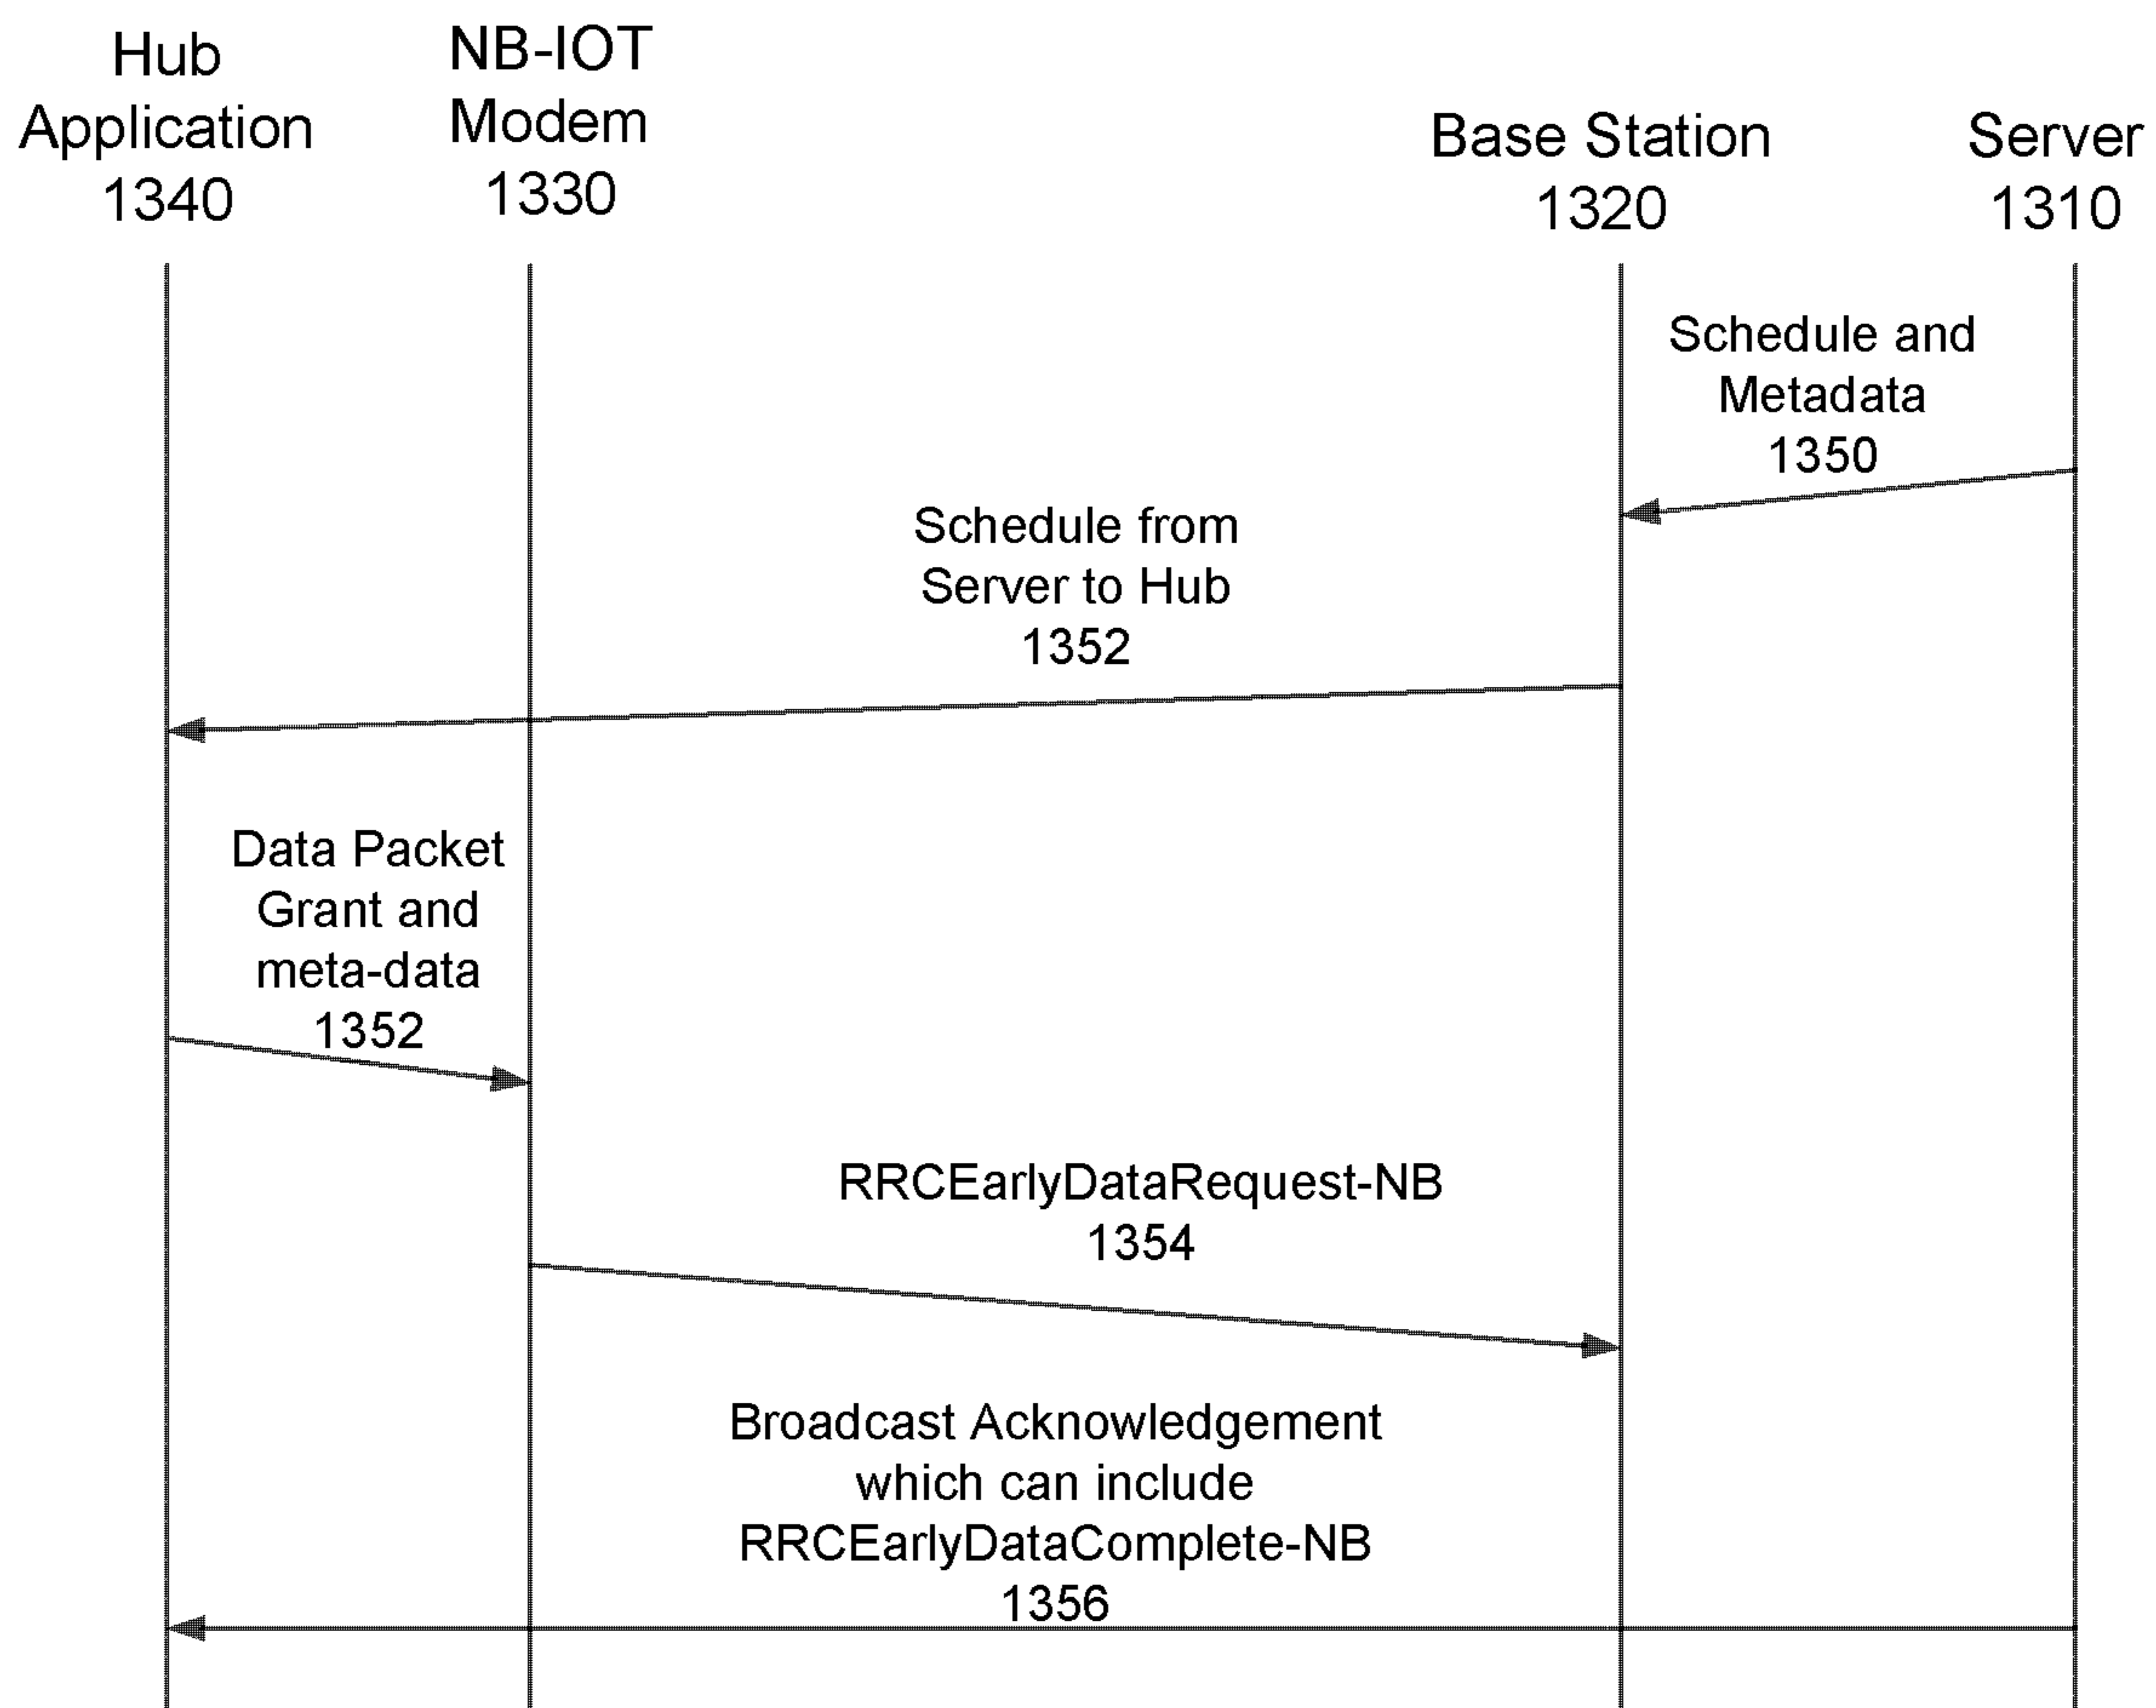 Hub
Application
1340
NB-IOT
Modem
1330
Base Station
1320
Server
1310
Schedule and
Metadata
1350
Schedule from
Server to Hub
1352
Data Packet
Grant and
meta-data
1352
RRCEarlyDataRequest-NB
1354
Broadcast Acknowledgement
which can include
RRCEarlyDataComplete-NB
1356